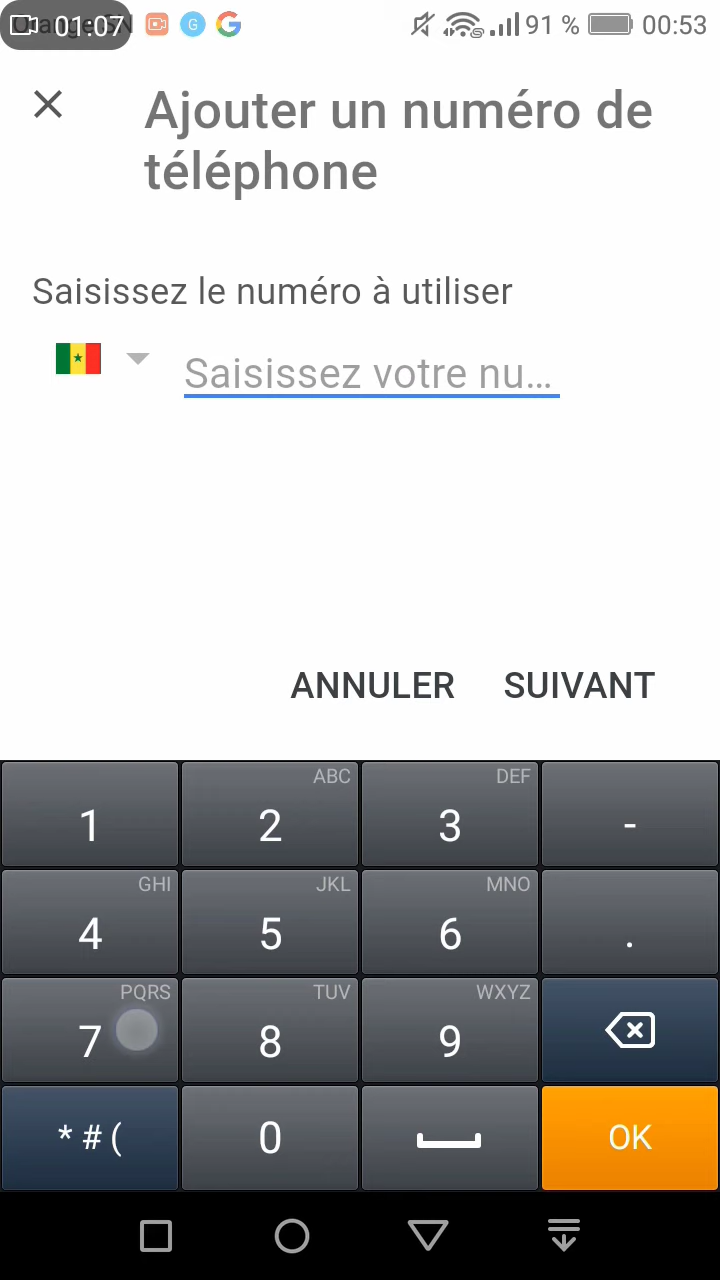 Orange SN
01:07 G G 91 % 00:53
Ajouter un numéro de
téléphone
Saisissez le numéro à utiliser
Saisissez votre nu...
ANNULER SUIVANT
1 2 ABC 3 DEF -
4 GHI 5 JKL 6 MNO .
7 PQRS 8 TUV 9 WXYZ
* # ( 0 OK